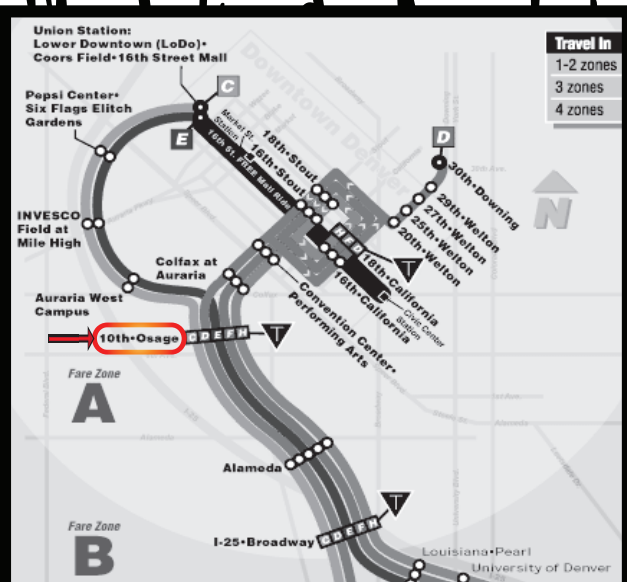 Union Station:
Lower Downtown (LoDo)•
Coors Field•16th Street Mall
C
Pepsi Center•
Six Flags Elitch
Gardens
E
Market St.
Station
16th St. FREE Mall Ride
Downtown Denver
18th•Stout
16th•Stout
D
30th•Downing
29th•Welton
27th•Welton
25th•Welton
20th•Welton
Travel In
1-2 zones
3 zones
4 zones
N
INVESCO
Field at
Mile High
Colfax at
Auraria
Auraria West
Campus
H F D
T
18th•California
16th•California
Civic Center
Station
Convention Center•
Performing Arts
10th•Osage
C D E F H
T
Fare Zone
A
Alameda
Alameda
Alameda
Broadway
T
I-25•Broadway
C D E F H
Fare Zone
B
Louisiana•Pearl
University of Denver